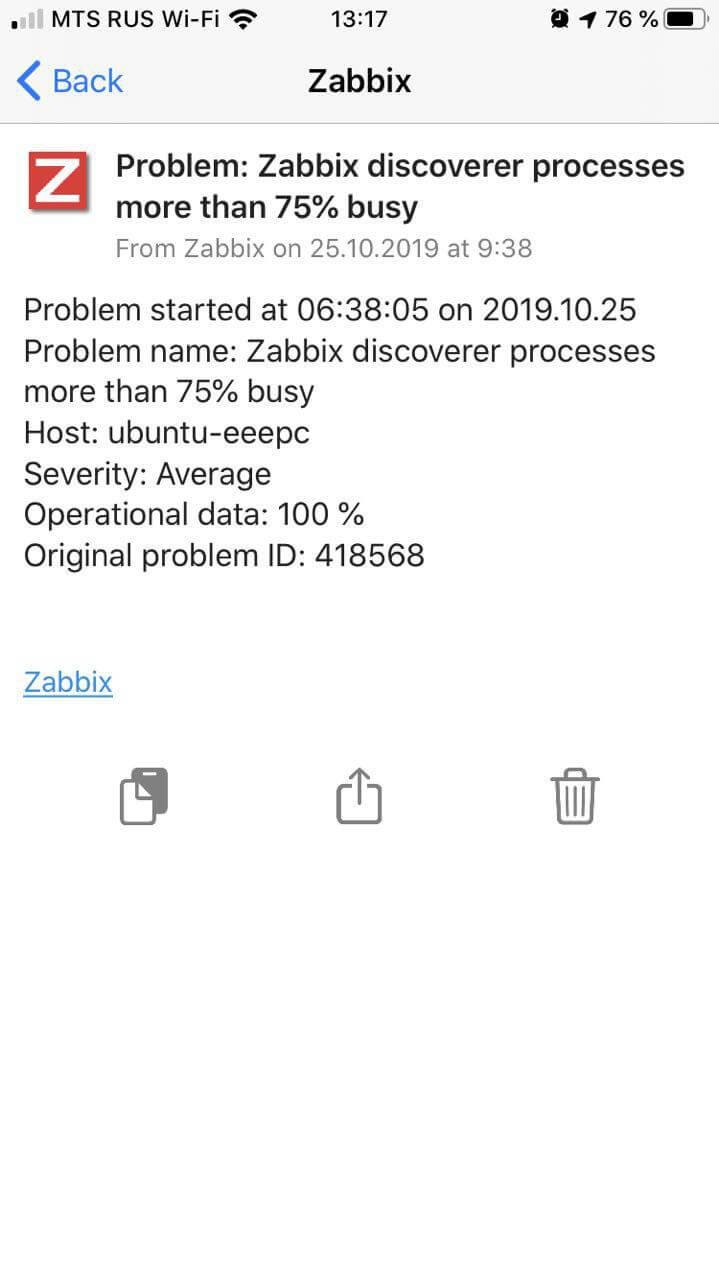 MTS RUS Wi-Fi 13:17 76 %
Back Zabbix
Z
Problem: Zabbix discoverer processes
more than 75% busy
From Zabbix on 25.10.2019 at 9:38
Problem started at 06:38:05 on 2019.10.25
Problem name: Zabbix discoverer processes
more than 75% busy
Host: ubuntu-eeepc
Severity: Average
Operational data: 100 %
Original problem ID: 418568
Zabbix